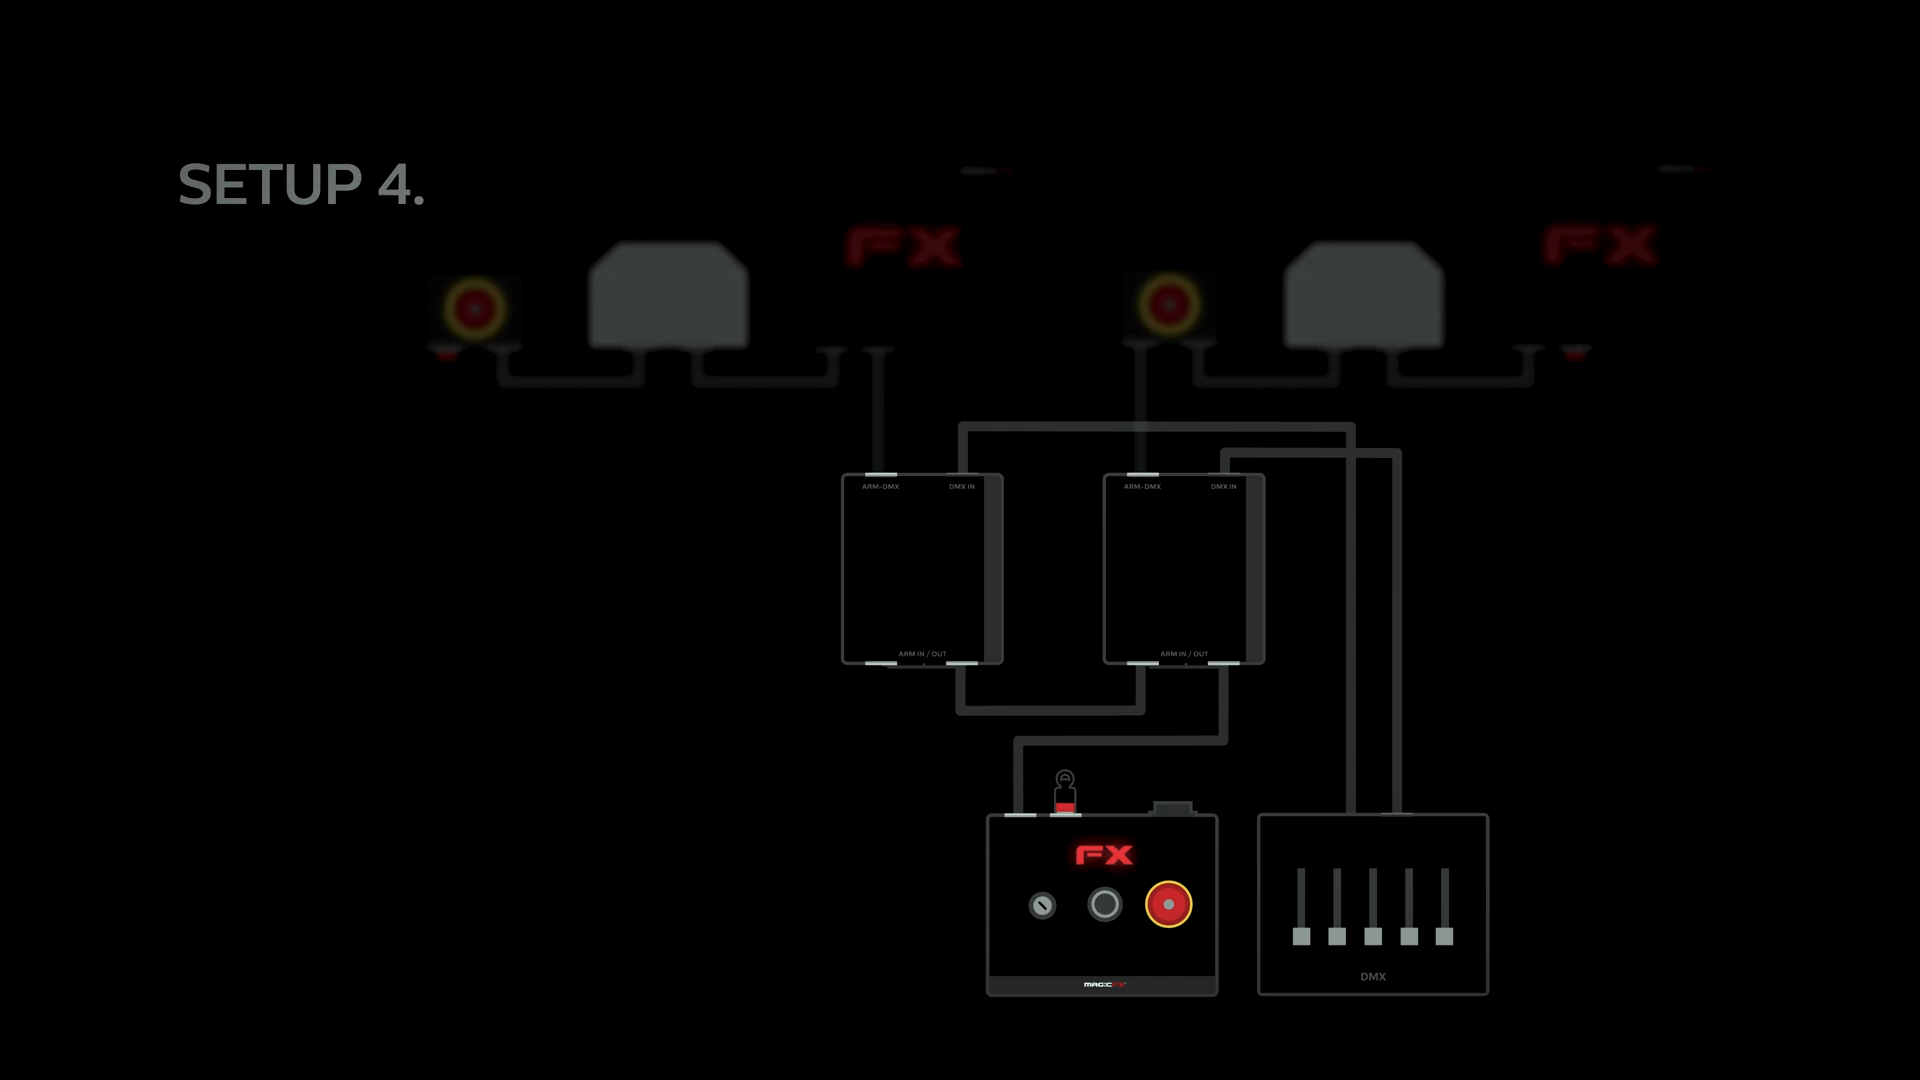 SETUP 4.
FX
FX
ARM-DMX
DMX IN
ARM-DMX
DMX IN
ARM IN / OUT
ARM IN / OUT
FX
DMX
MAGICFX